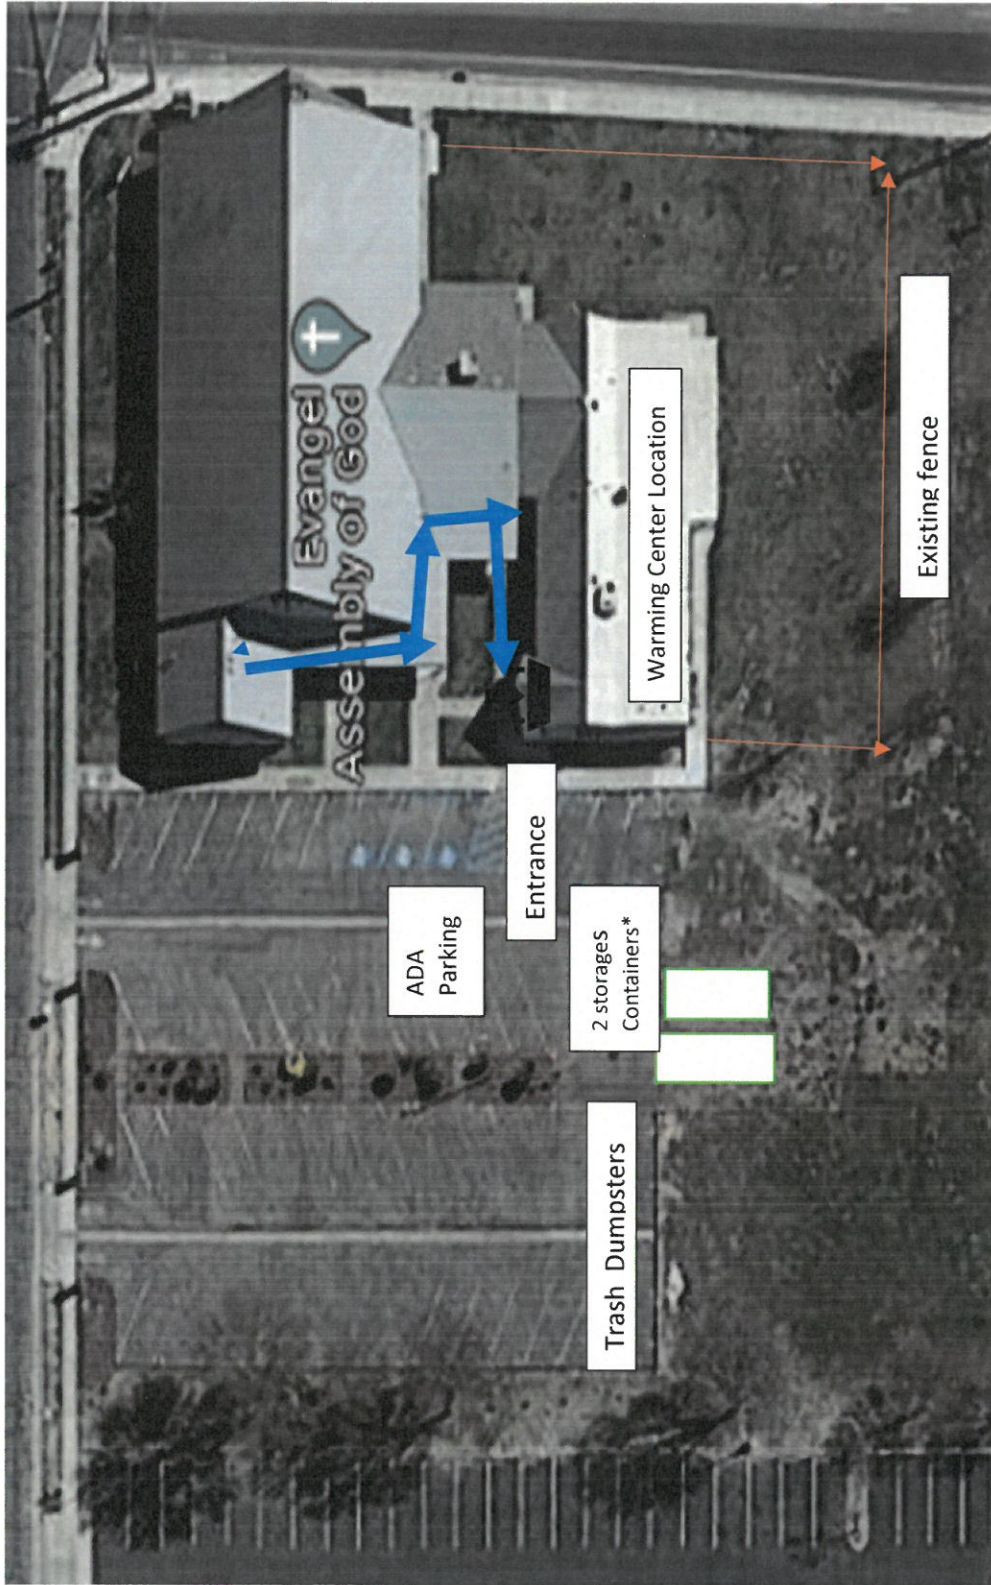 Evangel
Assembly of God
ADA
Parking
Entrance
2 storages
Containers*
Trash Dumpsters
Warming Center Location
Existing fence